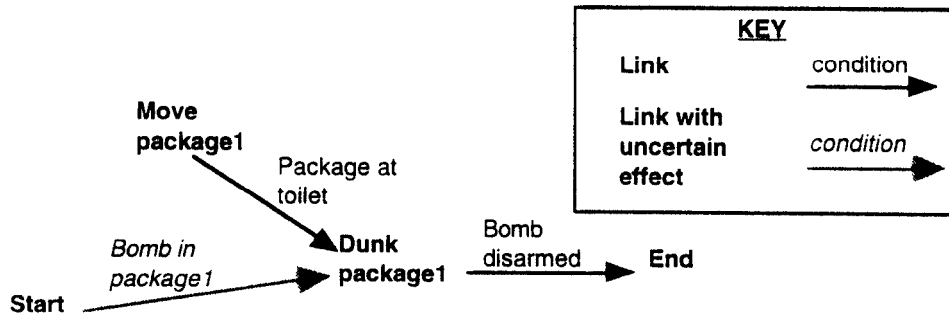 KEY
Link
condition
Link with
uncertain
effect
condition
Move
package1
Package at
toilet
Bomb in
package1
Dunk
package1
Bomb
disarmed
End
Start